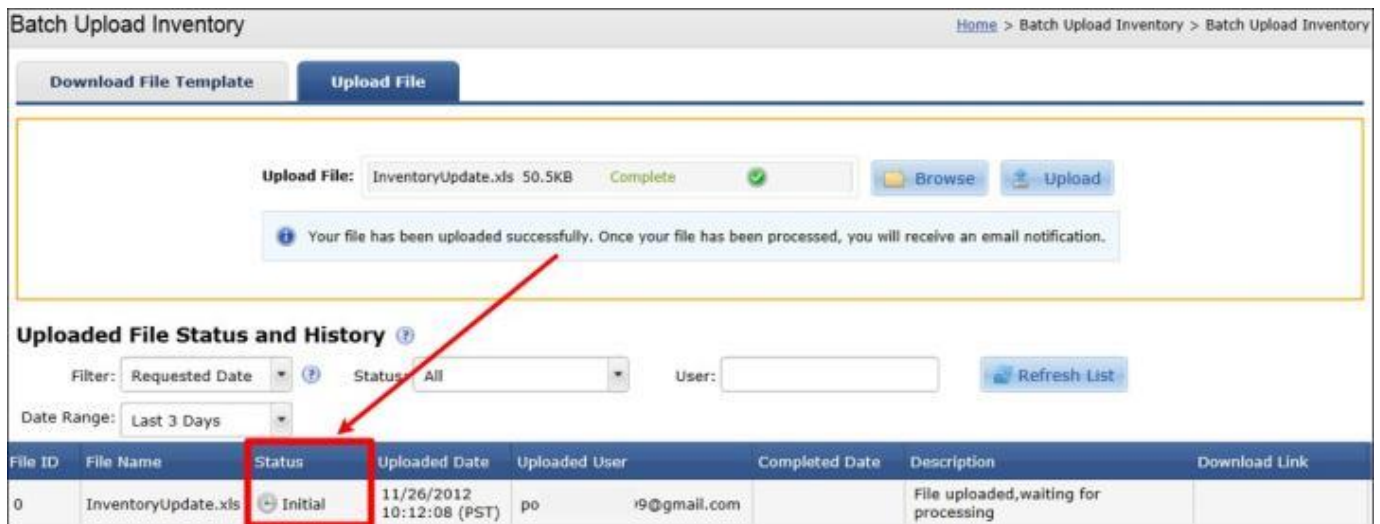 Batch Upload Inventory
Home > Batch Upload Inventory > Batch Upload Inventory
Download File Template
Upload File
Upload File: InventoryUpdate.xls 50.5KB Complete Browse Upload
Your file has been uploaded successfully. Once your file has been processed, you will receive an email notification.
Uploaded File Status and History
Filter: Requested Date Status: All User: Refresh List
Date Range: Last 3 Days
File ID File Name Status Uploaded Date Uploaded User Completed Date Description Download Link
0 InventoryUpdate.xls Initial 11/26/2012 10:12:08 (PST) po 9@gmail.com File uploaded,waiting for processing